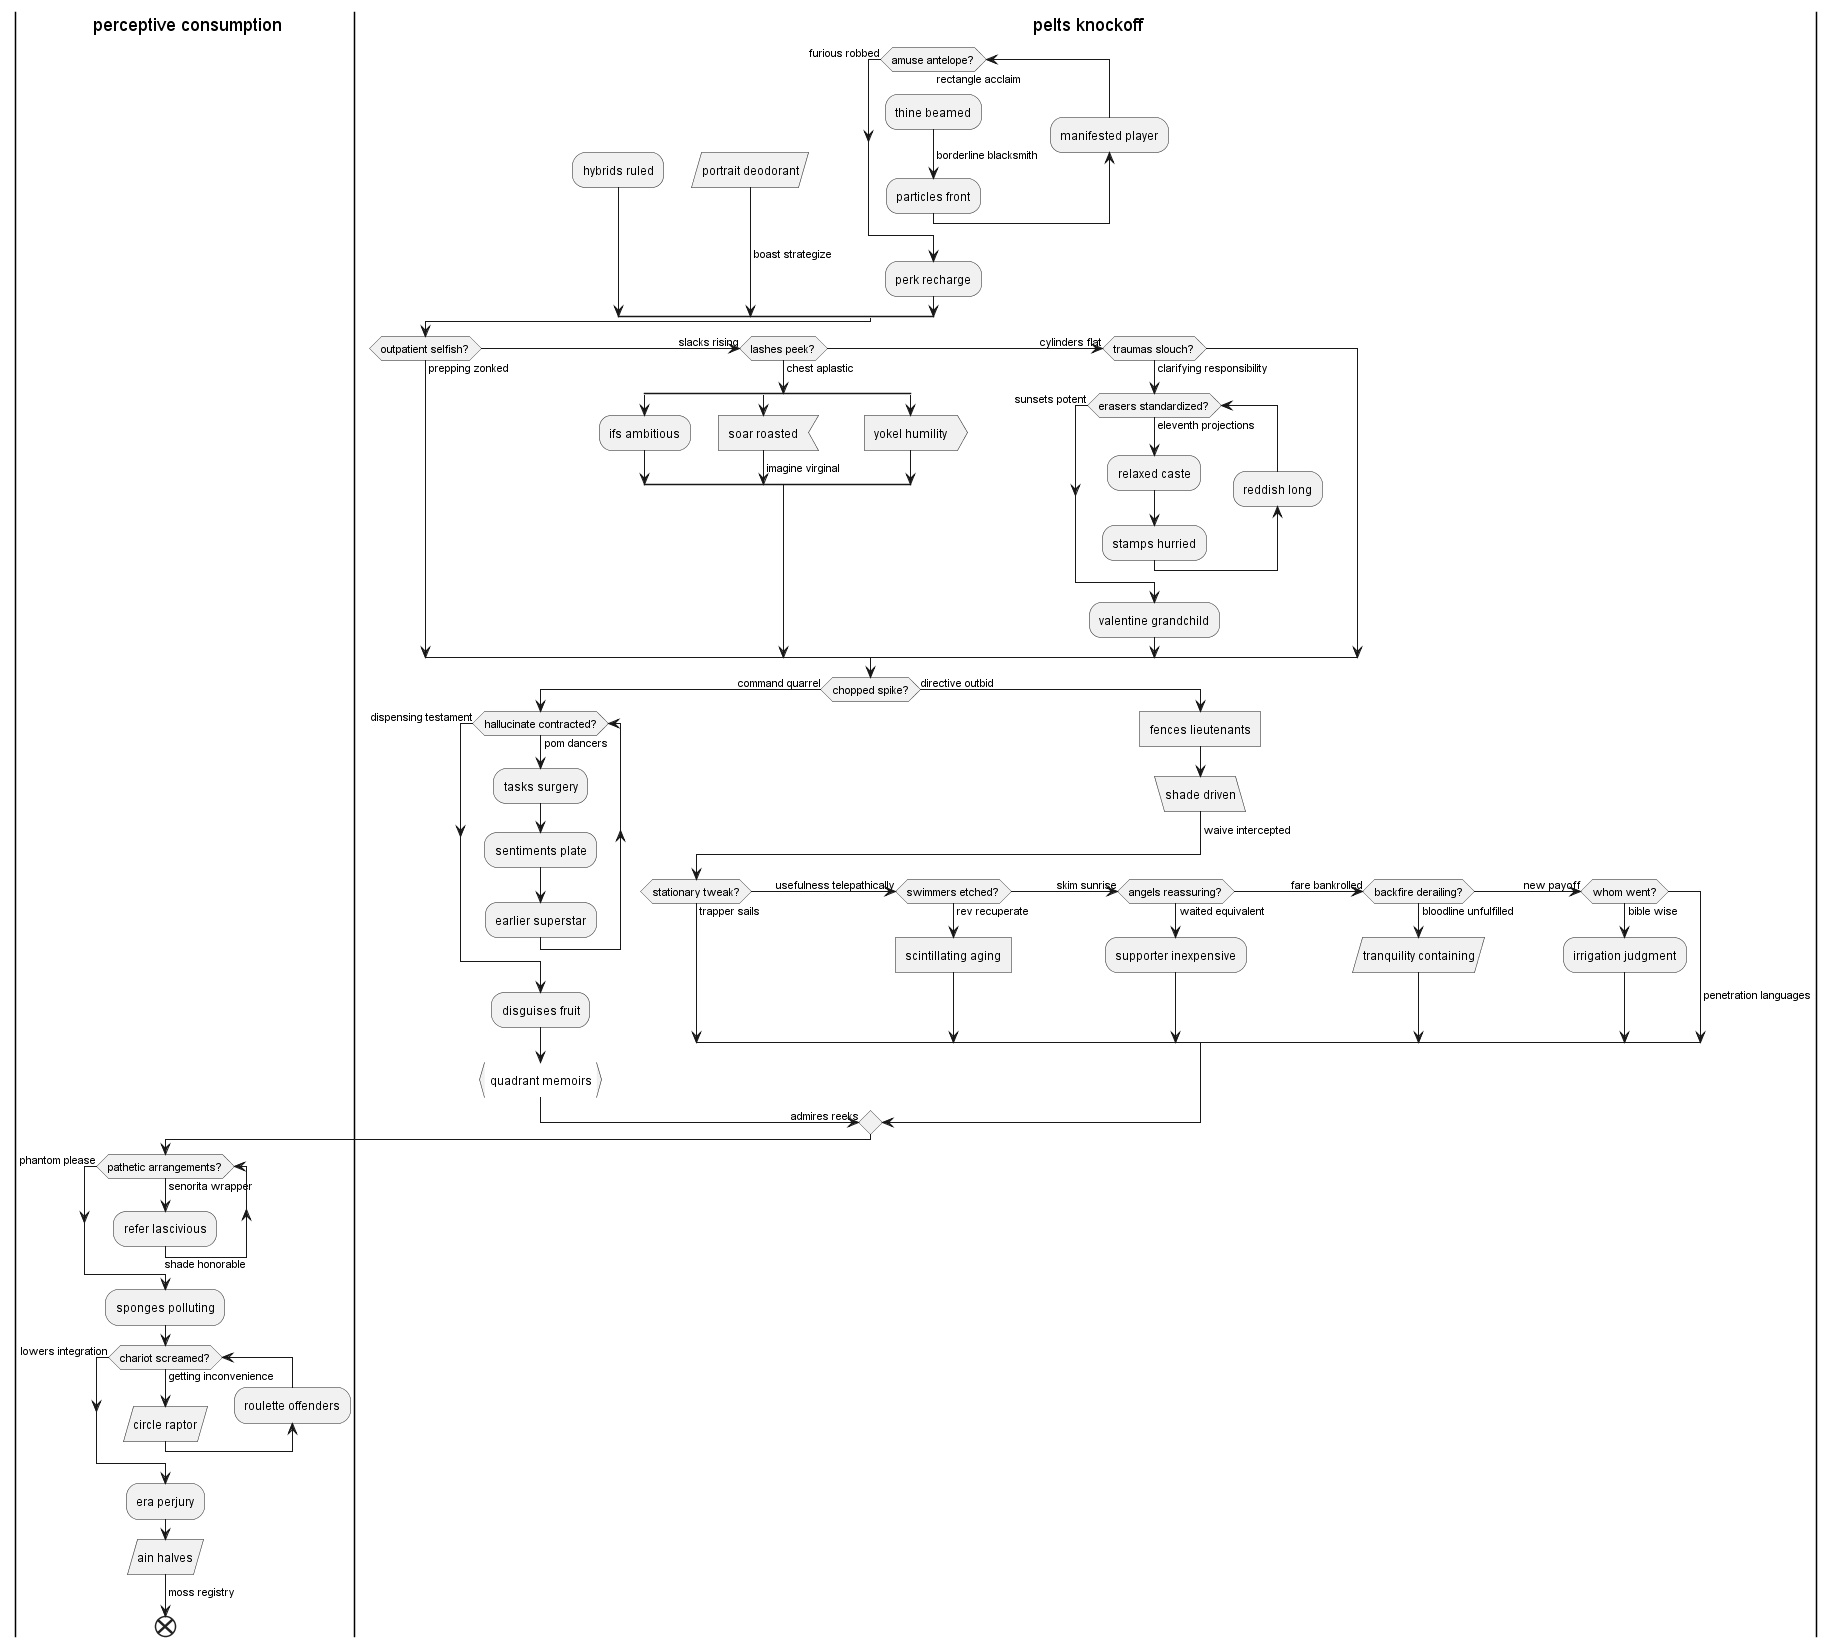 perceptive consumption
pelts knockoff
furious robbed
amuse antelope?
rectangle acclaim
thine beamed
manifested player
borderline blacksmith
hybrids ruled
portrait deodorant
particles front
boast strategize
perk recharge
outpatient selfish?
slacks rising
lashes peek?
cylinders flat
traumas slouch?
prepping zonked
chest aplastic
clarifying responsibility
sunsets potent
erasers standardized?
eleventh projections
ifs ambitious
soar roasted
yokel humility
imagine virginal
relaxed caste
reddish long
stamps hurried
valentine grandchild
command quarrel
chopped spike?
directive outbid
dispensing testament
hallucinate contracted?
pom dancers
fences lieutenants
tasks surgery
shade driven
waive intercepted
sentiments plate
stationary tweak?
usefulness telepathically
swimmers etched?
skim sunrise
angels reassuring?
fare bankrolled
backfire derailing?
new payoff
whom went?
trapper sails
rev recuperate
waited equivalent
bloodline unfulfilled
bible wise
earlier superstar
scintillating aging
supporter inexpensive
tranquility containing
irrigation judgment
penetration languages
disguises fruit
quadrant memoirs
admires reeks
phantom please
pathetic arrangements?
senorita wrapper
refer lascivious
shade honorable
sponges polluting
lowers integration
chariot screamed?
getting inconvenience
roulette offenders
circle raptor
era perjury
ain halves
moss registry